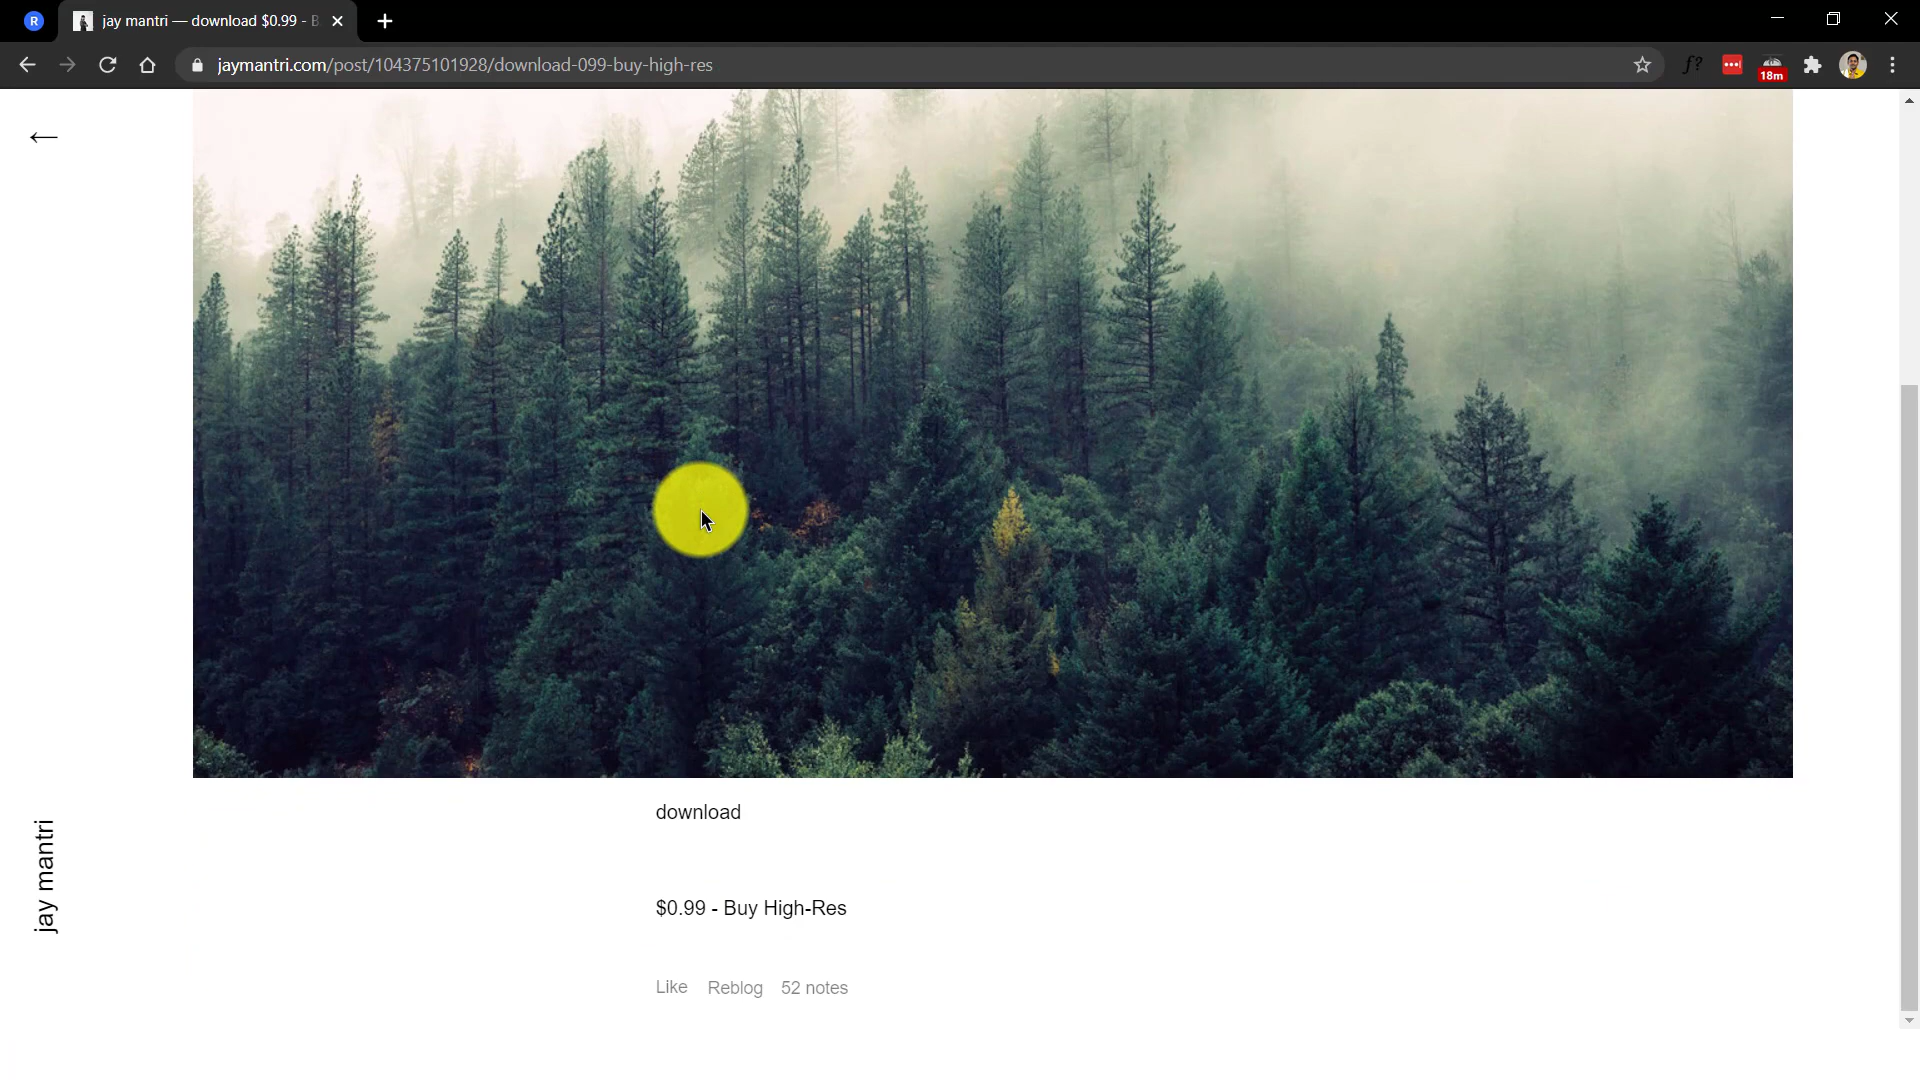 R
jay mantri — download $0.99 - B
jaymantri.com/post/104375101928/download-099-buy-high-res
f?
18m
jay mantri
download
$0.99 - Buy High-Res
Like Reblog 52 notes